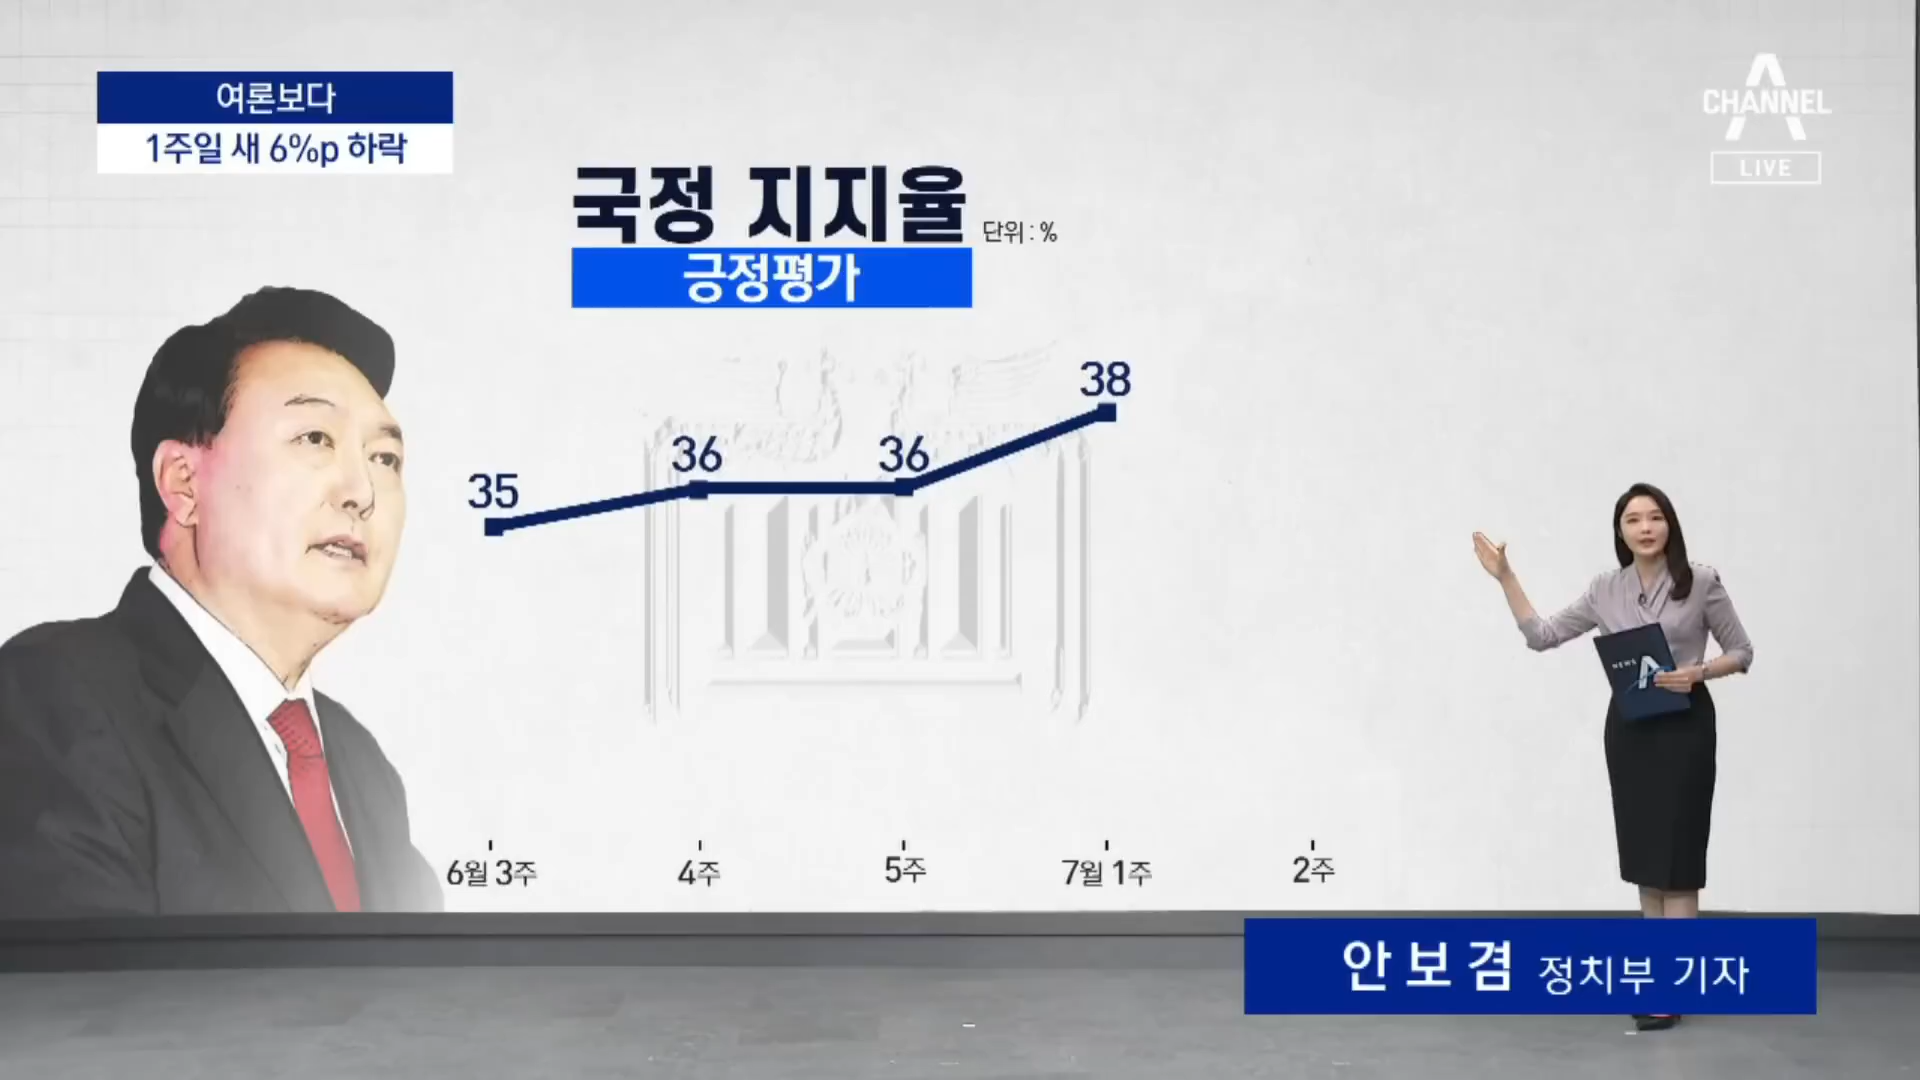 여론보다
1주일 새 6%p 하락
CHANNEL A
LIVE
국정 지지율 단위 : %
긍정평가
35
36
36
38
6월 3주
4주
5주
7월 1주
2주
NEWS A
안보겸 정치부 기자